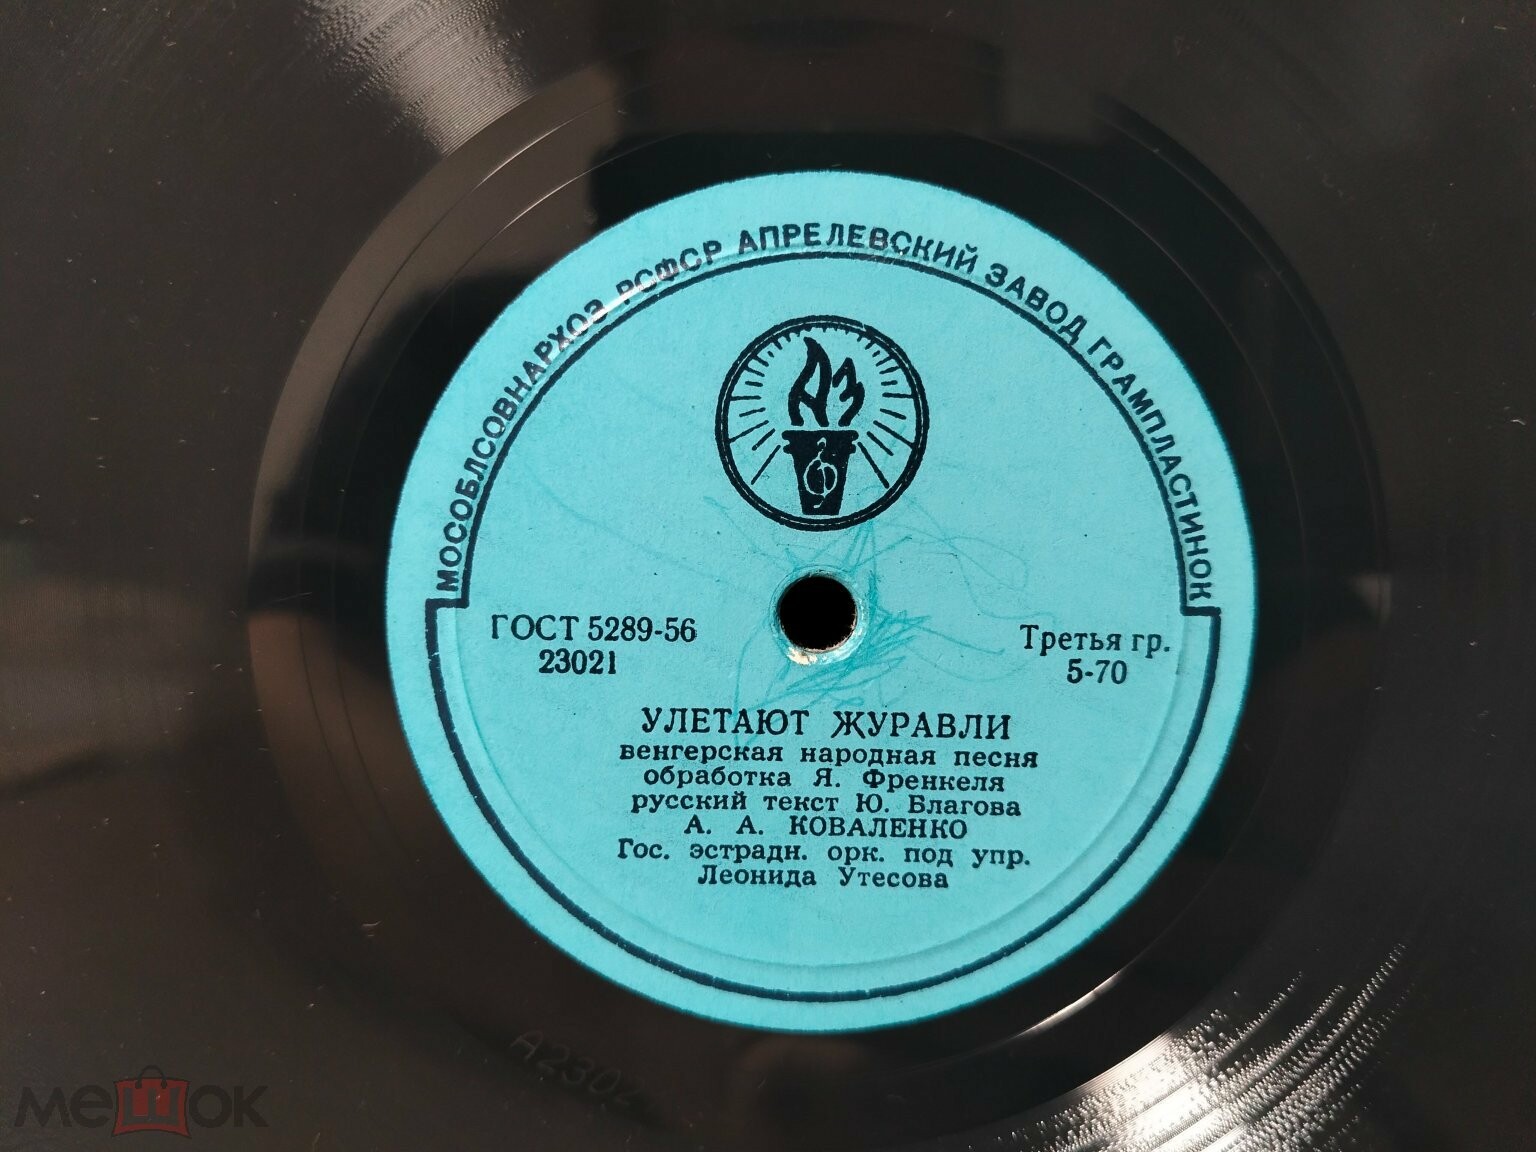 МОСОБЛСОВНАРХОЗ РСФСР АПРЕЛЕВСКИЙ ЗАВОД ГРАМПЛАСТИНОК
АЗ
ГОСТ 5289-56
23021
Третья гр.
5-70
УЛЕТАЮТ ЖУРАВЛИ
венгерская народная песня
обработка Я. Френкеля
русский текст Ю. Благова
А. А. КОВАЛЕНКО
Гос. эстрадн. орк. под упр.
Леонида Утесова
мешок